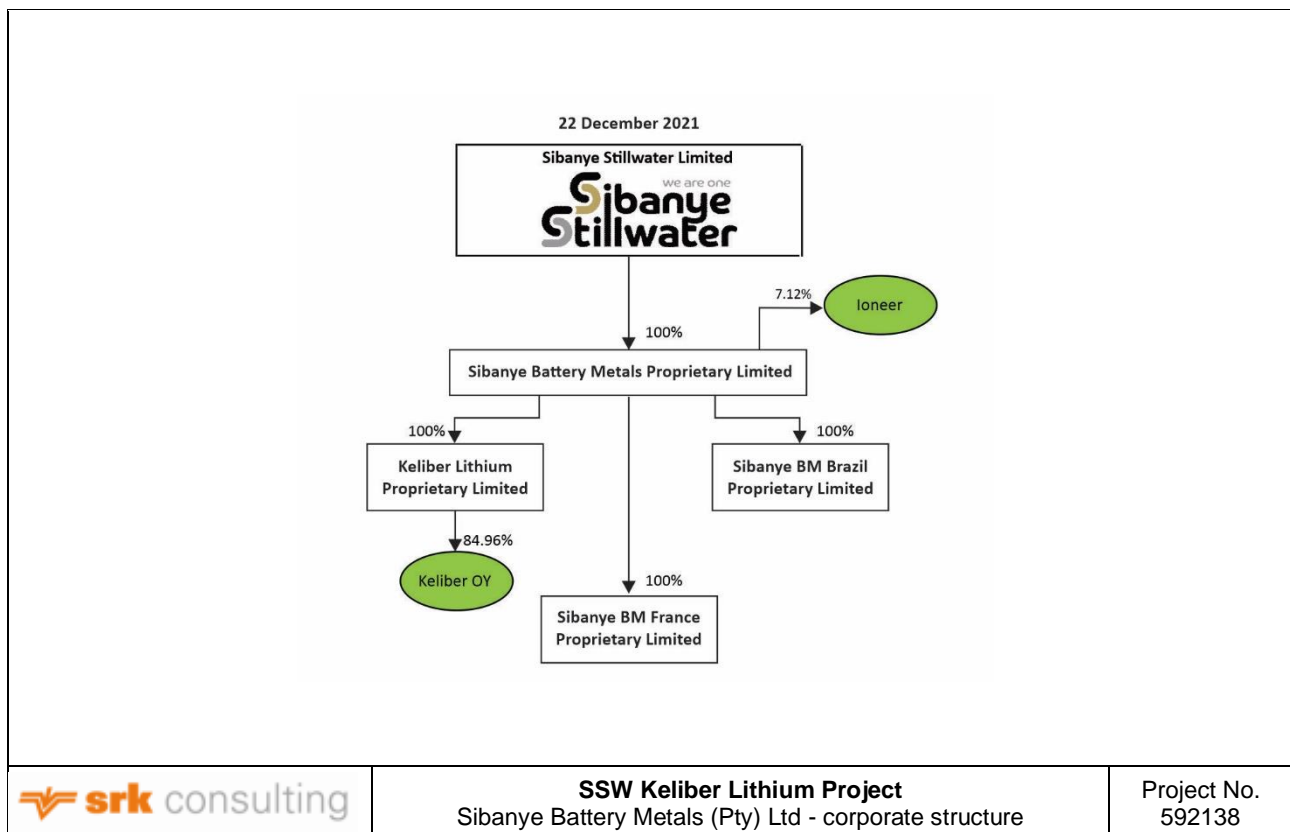 22 December 2021
Sibanye Stillwater Limited
we are one
Sibanye
Stillwater
7.12%
Ioneer
100%
Sibanye Battery Metals Proprietary Limited
100%
100%
Keliber Lithium
Proprietary Limited
Sibanye BM Brazil
Proprietary Limited
84.96%
Keliber OY
100%
Sibanye BM France
Proprietary Limited
srk consulting
SSW Keliber Lithium Project
Sibanye Battery Metals (Pty) Ltd - corporate structure
Project No.
592138